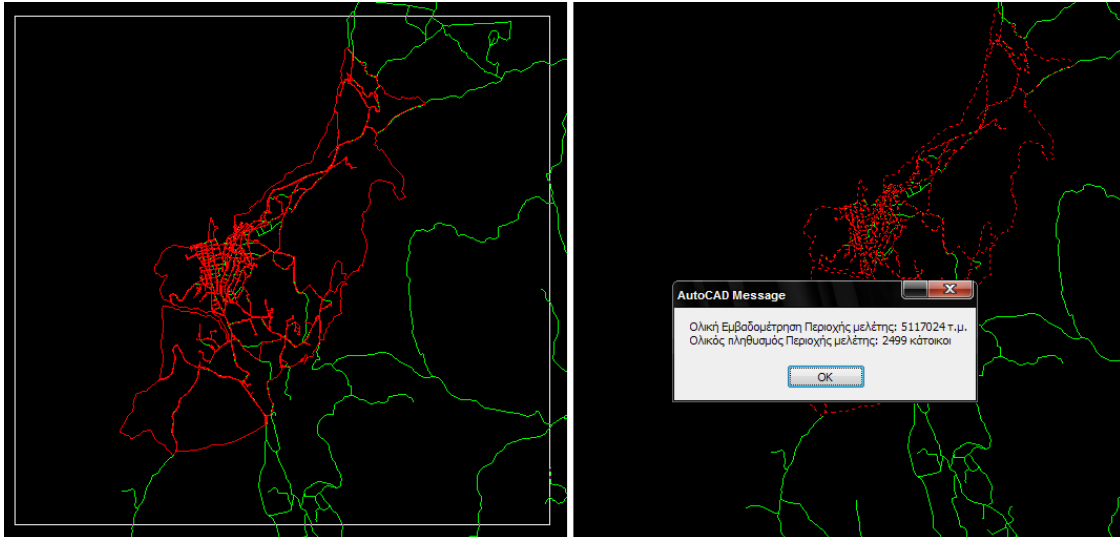 AutoCAD Message
Ολική Εμβαδομέτρηση Περιοχής μελέτης: 5117024 τ.μ.
Ολικός πληθυσμός Περιοχής μελέτης: 2499 κάτοικοι
OK